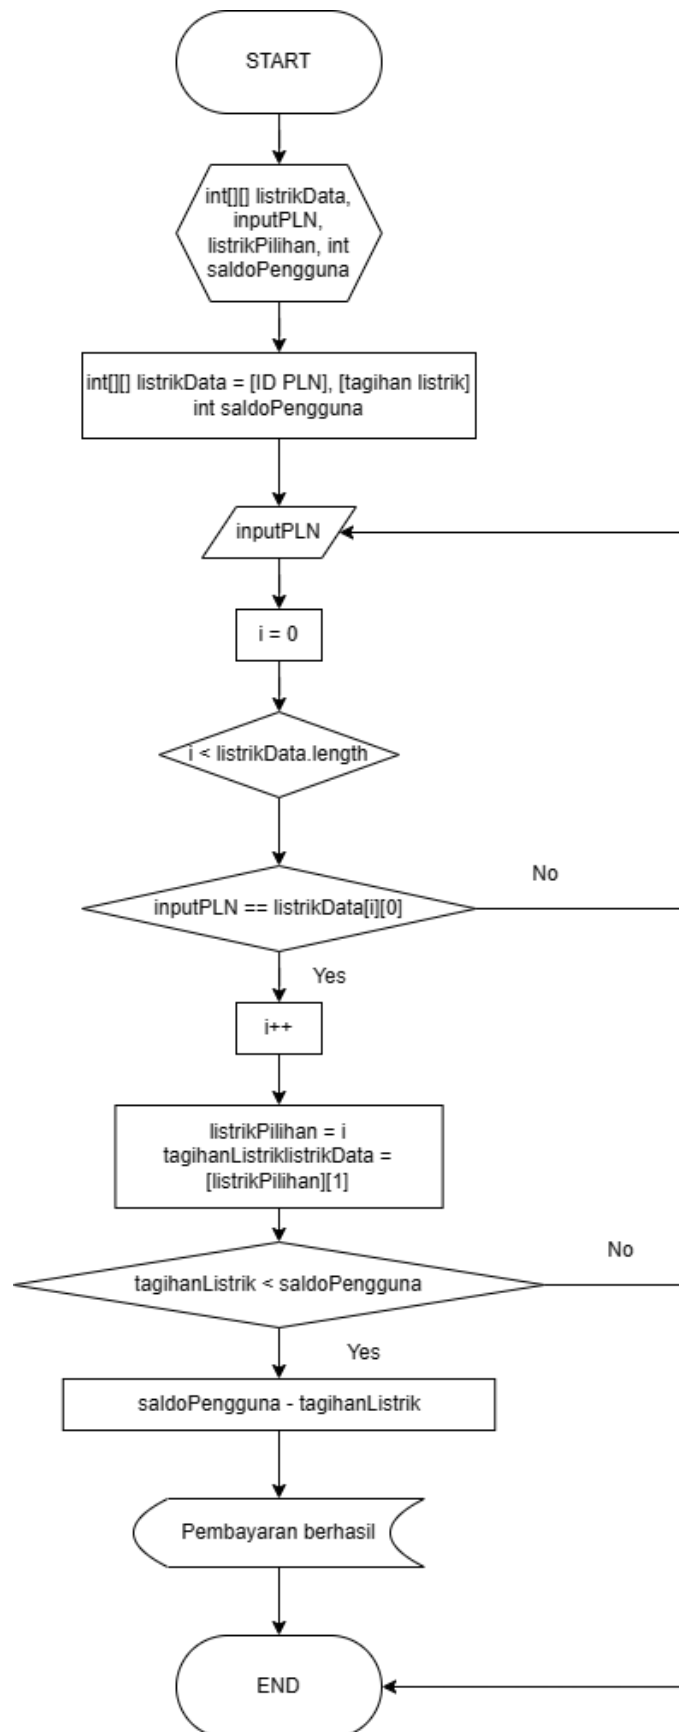 START
int[][] listrikData,
inputPLN,
listrikPilihan, int
saldoPengguna
int[][] listrikData = [ID PLN], [tagihan listrik]
int saldoPengguna
inputPLN
i = 0
i < listrikData.length
No
inputPLN == listrikData[i][0]
Yes
i++
listrikPilihan = i
tagihanListriklistrikData =
[listrikPilihan][1]
No
tagihanListrik < saldoPengguna
Yes
saldoPengguna - tagihanListrik
Pembayaran berhasil
END